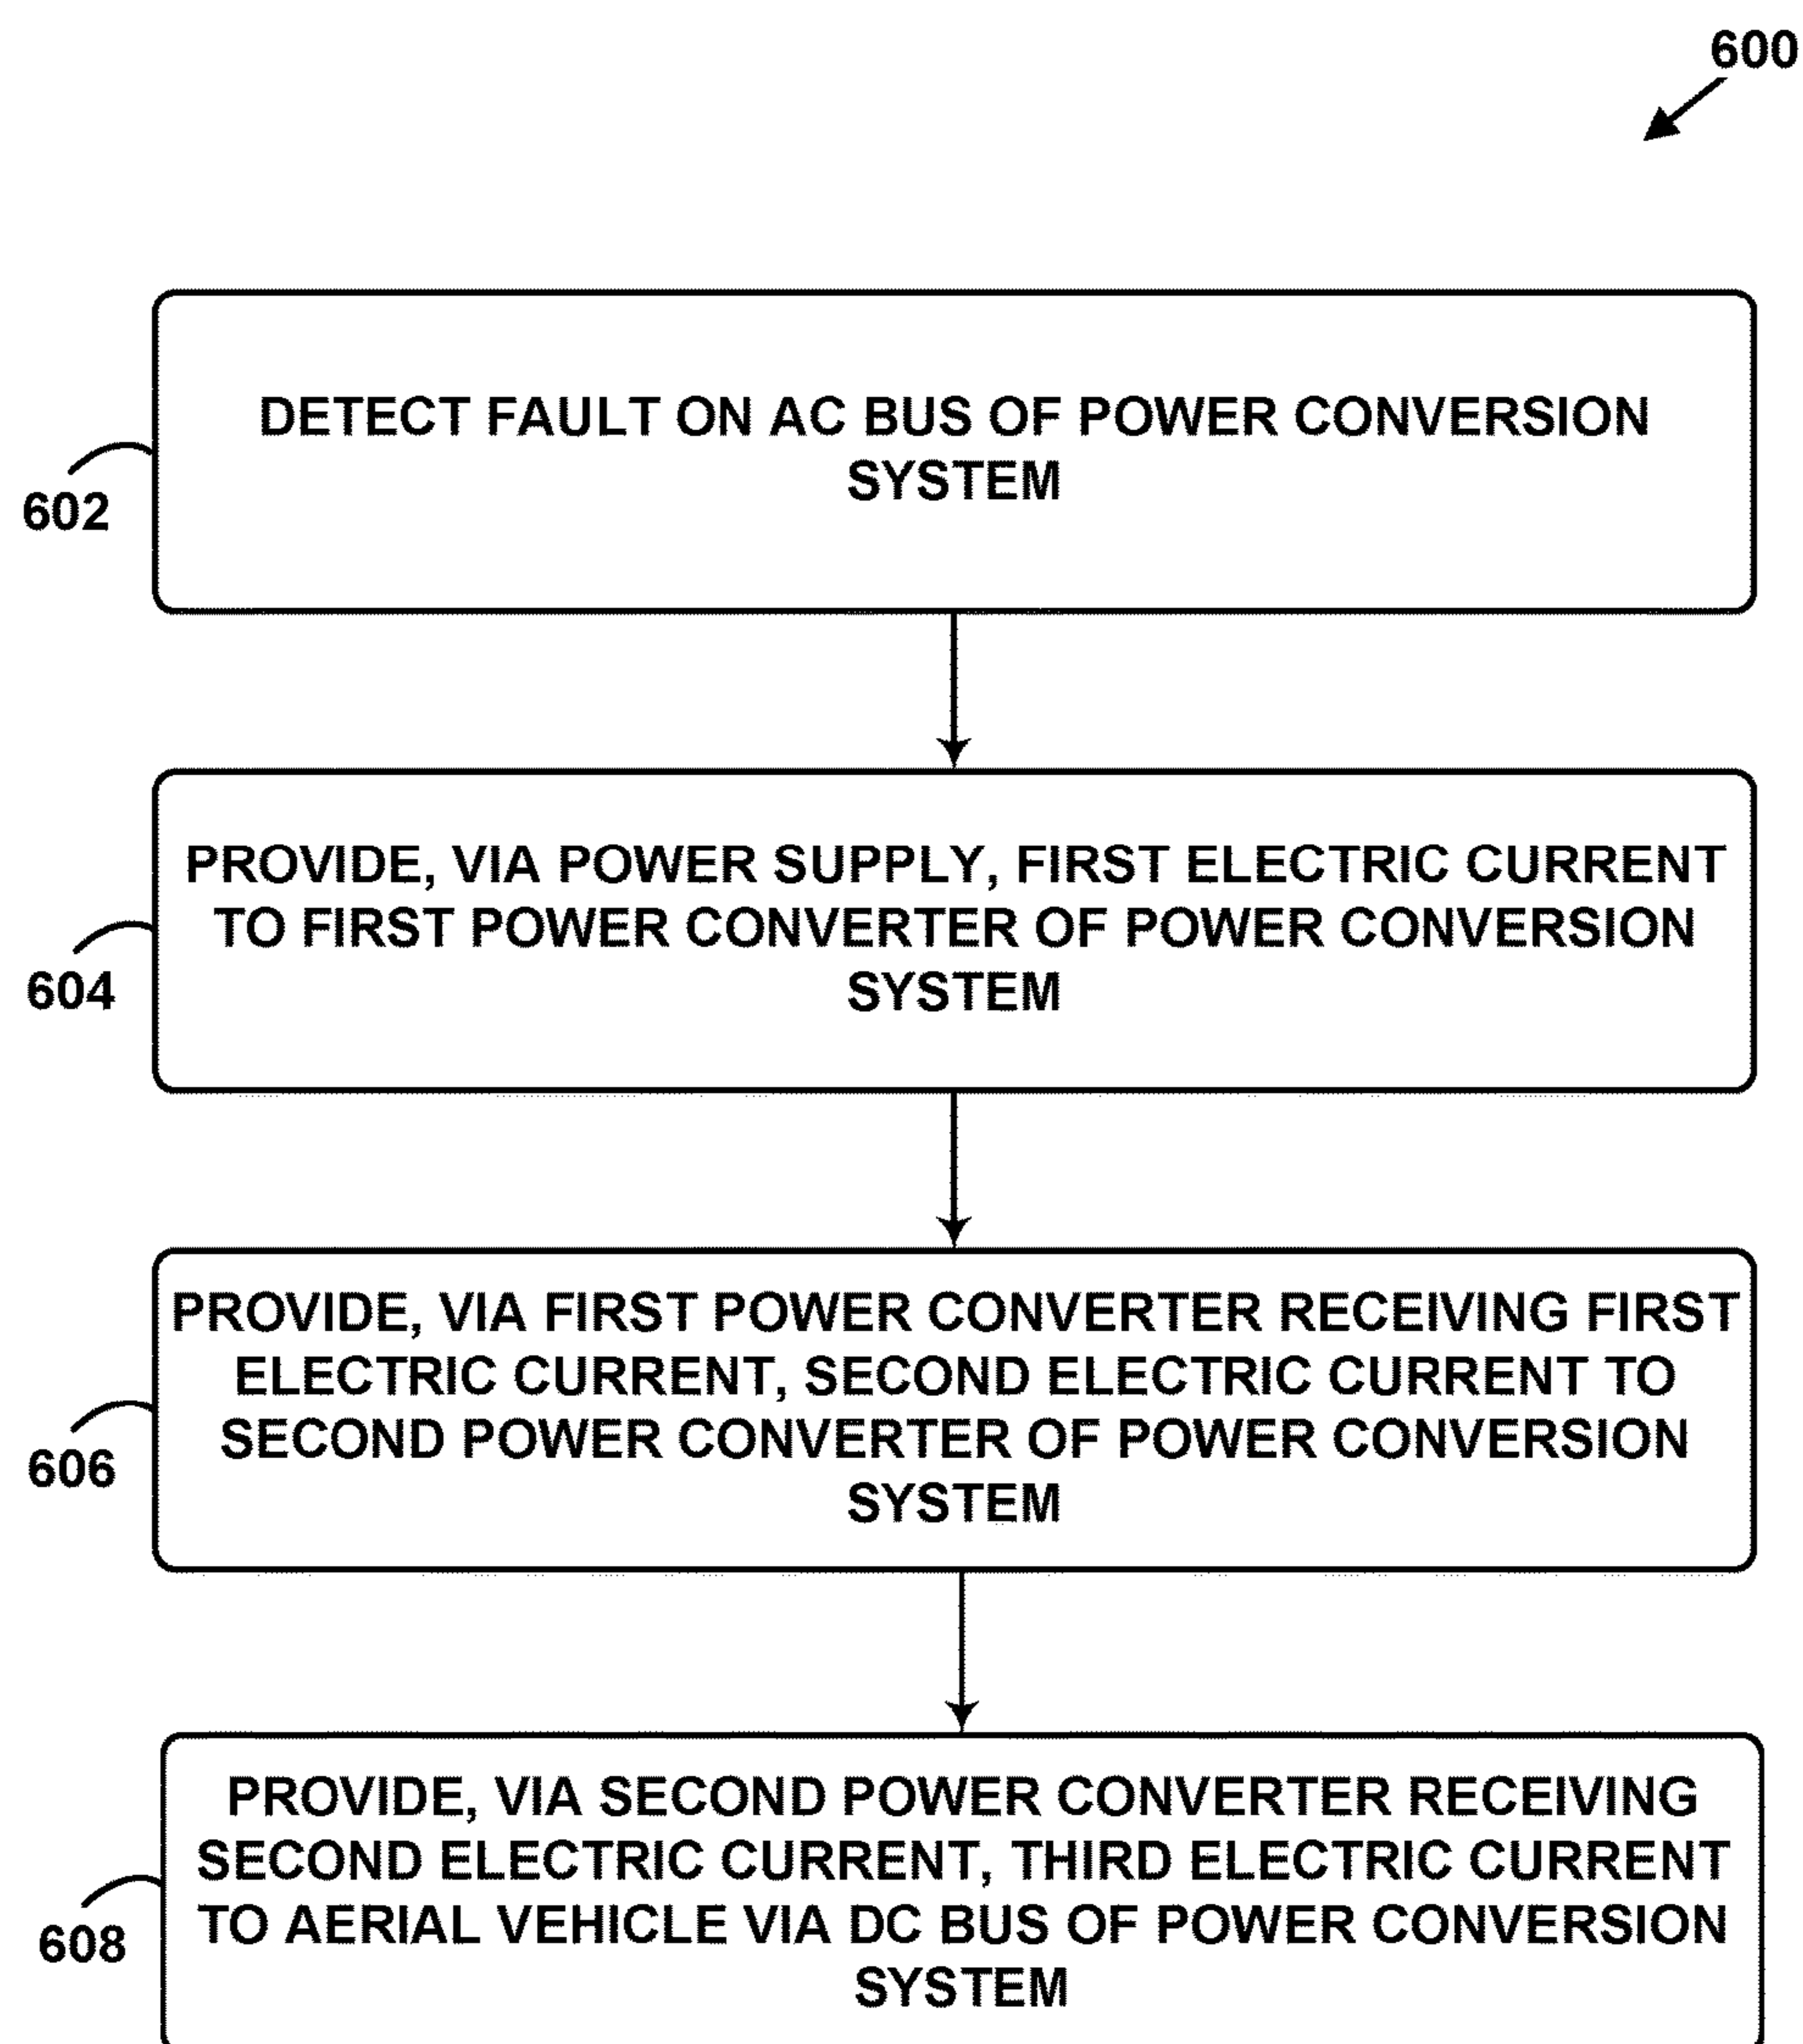 600
DETECT FAULT ON AC BUS OF POWER CONVERSION
SYSTEM
602
PROVIDE, VIA POWER SUPPLY, FIRST ELECTRIC CURRENT
TO FIRST POWER CONVERTER OF POWER CONVERSION
SYSTEM
604
PROVIDE, VIA FIRST POWER CONVERTER RECEIVING FIRST
ELECTRIC CURRENT, SECOND ELECTRIC CURRENT TO
SECOND POWER CONVERTER OF POWER CONVERSION
SYSTEM
606
PROVIDE, VIA SECOND POWER CONVERTER RECEIVING
SECOND ELECTRIC CURRENT, THIRD ELECTRIC CURRENT
TO AERIAL VEHICLE VIA DC BUS OF POWER CONVERSION
SYSTEM
608